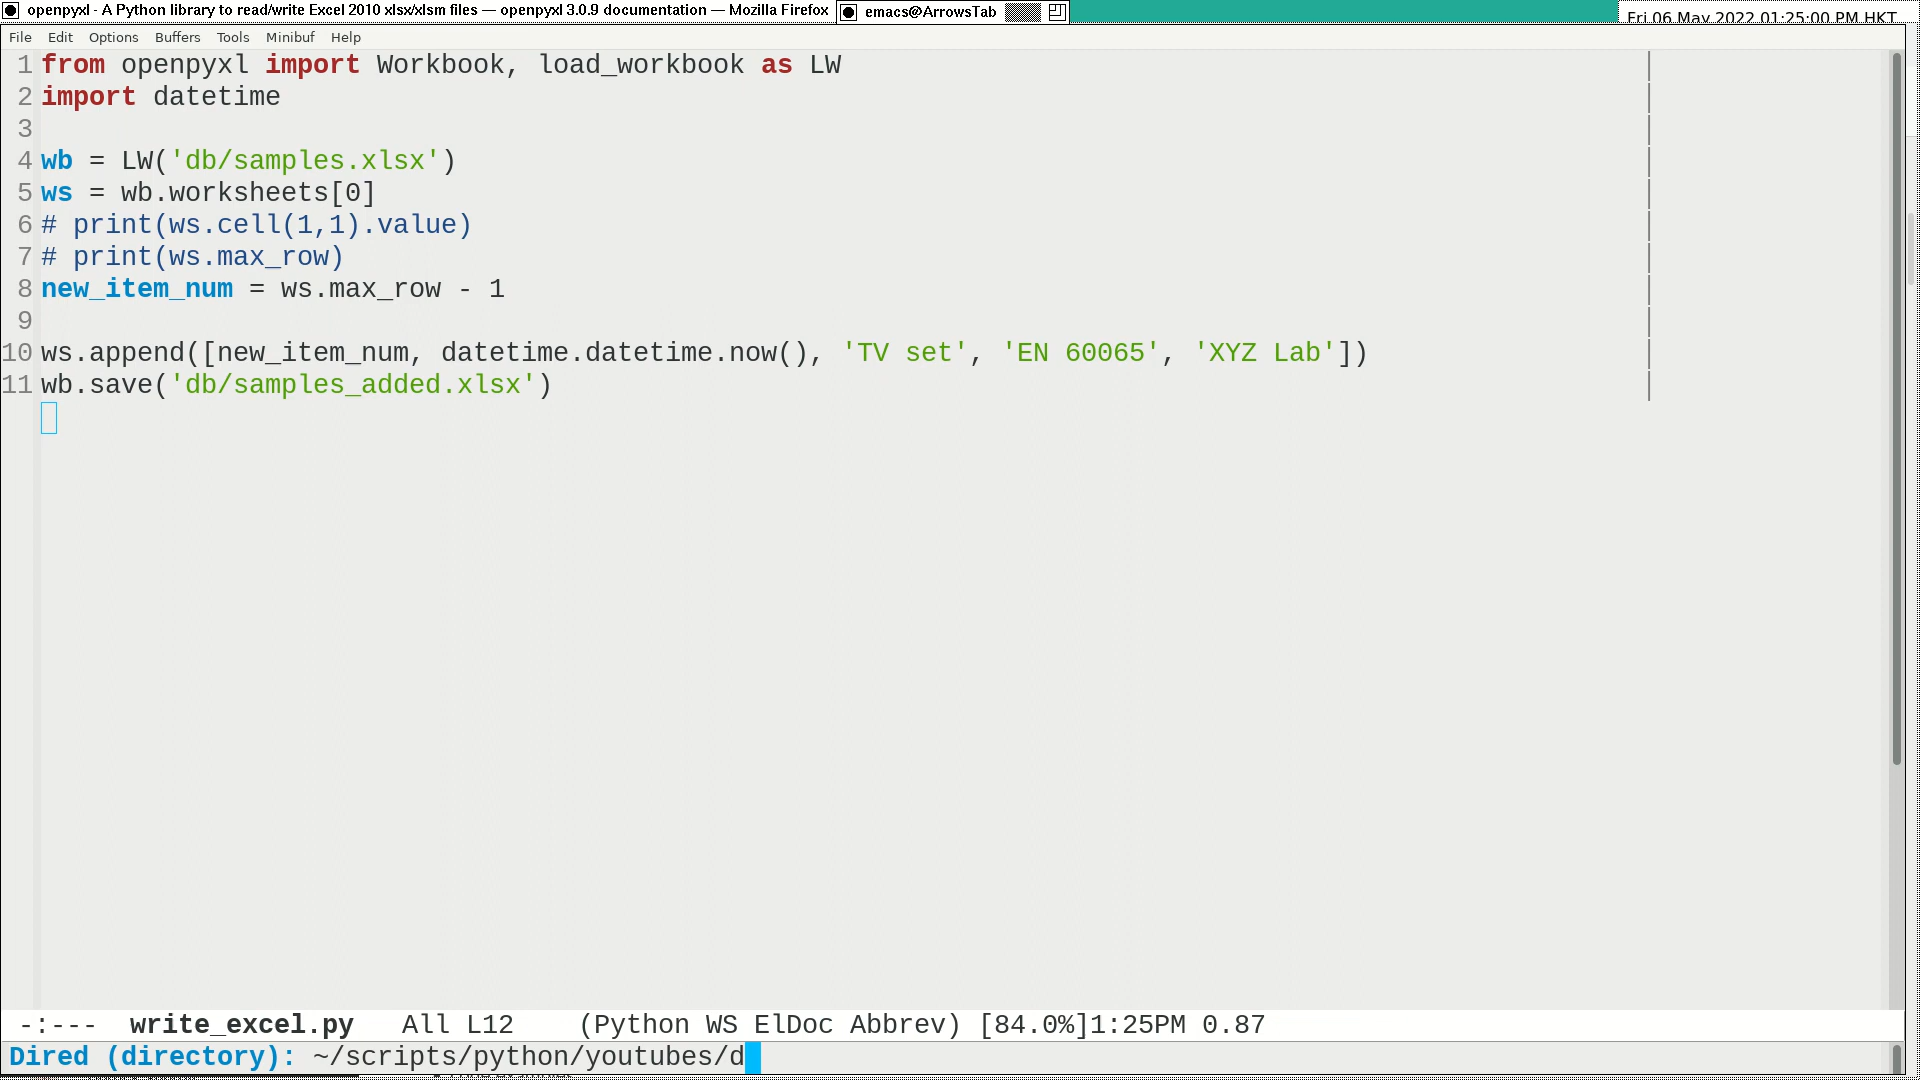 openpyxl - A Python library to read/write Excel 2010 xlsx/xlsm files — openpyxl 3.0.9 documentation — Mozilla Firefox
emacs@ArrowsTab
Fri 06 May 2022 01:25:00 PM HKT
File Edit Options Buffers Tools Minibuf Help
1 from openpyxl import Workbook, load_workbook as LW
2 import datetime
3
4 wb = LW('db/samples.xlsx')
5 ws = wb.worksheets[0]
6 # print(ws.cell(1,1).value)
7 # print(ws.max_row)
8 new_item_num = ws.max_row - 1
9
10 ws.append([new_item_num, datetime.datetime.now(), 'TV set', 'EN 60065', 'XYZ Lab'])
11 wb.save('db/samples_added.xlsx')
-:--- write_excel.py All L12 (Python WS ElDoc Abbrev) [84.0%]1:25PM 0.87
Dired (directory): ~/scripts/python/youtubes/d